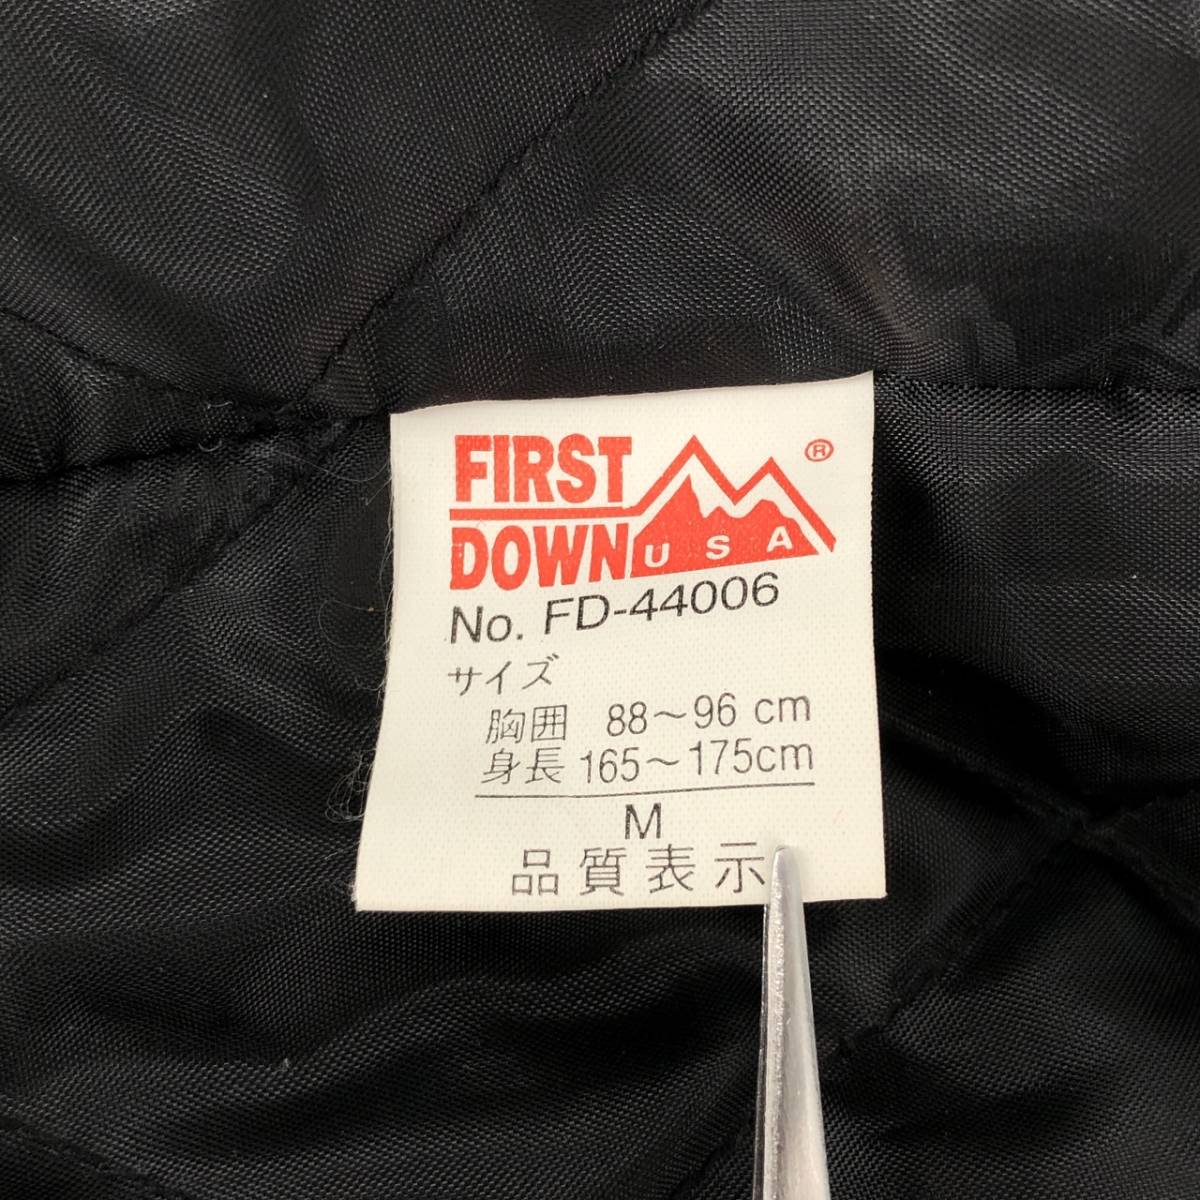 FIRST ®
DOWN USA
No. FD-44006
サイズ
胸囲 88～96 cm
身長 165～175cm
M
品質表示